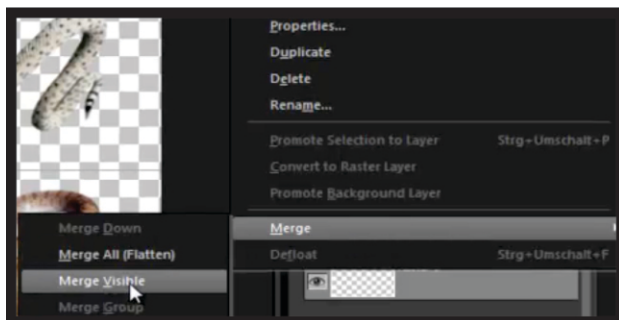 Properties...
Duplicate
Delete
Rename...
Promote Selection to Layer Strg+Umschalt+P
Convert to Raster Layer
Promote Background Layer
Merge
Defloat Strg+Umschalt+F
Merge Down
Merge All (Flatten)
Merge Visible
Merge Group